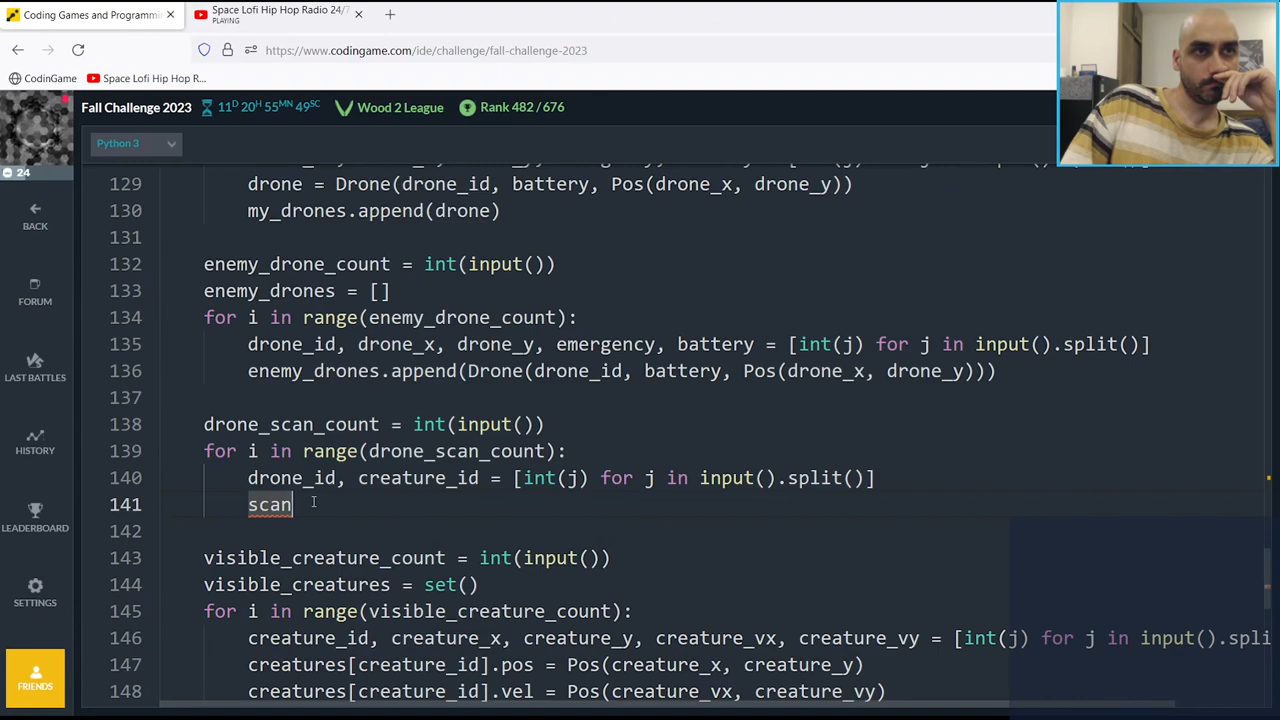 Coding Games and Programmi
Space Lofi Hip Hop Radio 24/7
PLAYING
https://www.codingame.com/ide/challenge/fall-challenge-2023
CodinGame
Space Lofi Hip Hop R...
Fall Challenge 2023
11D 20H 55MN 49SC
Wood 2 League
Rank 482 / 676
Python 3
24
BACK
FORUM
LAST BATTLES
HISTORY
LEADERBOARD
SETTINGS
FRIENDS
129 drone = Drone(drone_id, battery, Pos(drone_x, drone_y))
130 my_drones.append(drone)
131
132 enemy_drone_count = int(input())
133 enemy_drones = []
134 for i in range(enemy_drone_count):
135 drone_id, drone_x, drone_y, emergency, battery = [int(j) for j in input().split()]
136 enemy_drones.append(Drone(drone_id, battery, Pos(drone_x, drone_y)))
137
138 drone_scan_count = int(input())
139 for i in range(drone_scan_count):
140 drone_id, creature_id = [int(j) for j in input().split()]
141 scan
142
143 visible_creature_count = int(input())
144 visible_creatures = set()
145 for i in range(visible_creature_count):
146 creature_id, creature_x, creature_y, creature_vx, creature_vy = [int(j) for j in input().spli
147 creatures[creature_id].pos = Pos(creature_x, creature_y)
148 creatures[creature_id].vel = Pos(creature_vx, creature_vy)